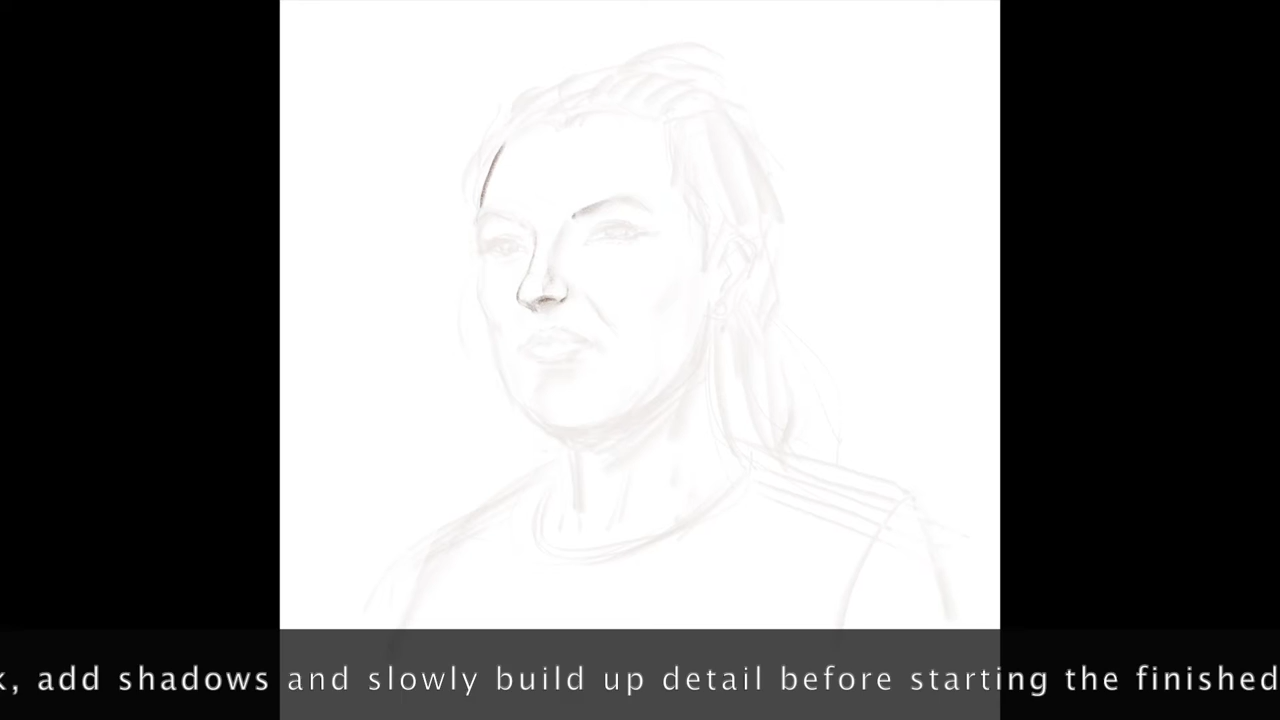 , add shadows and slowly build up detail before starting the finished